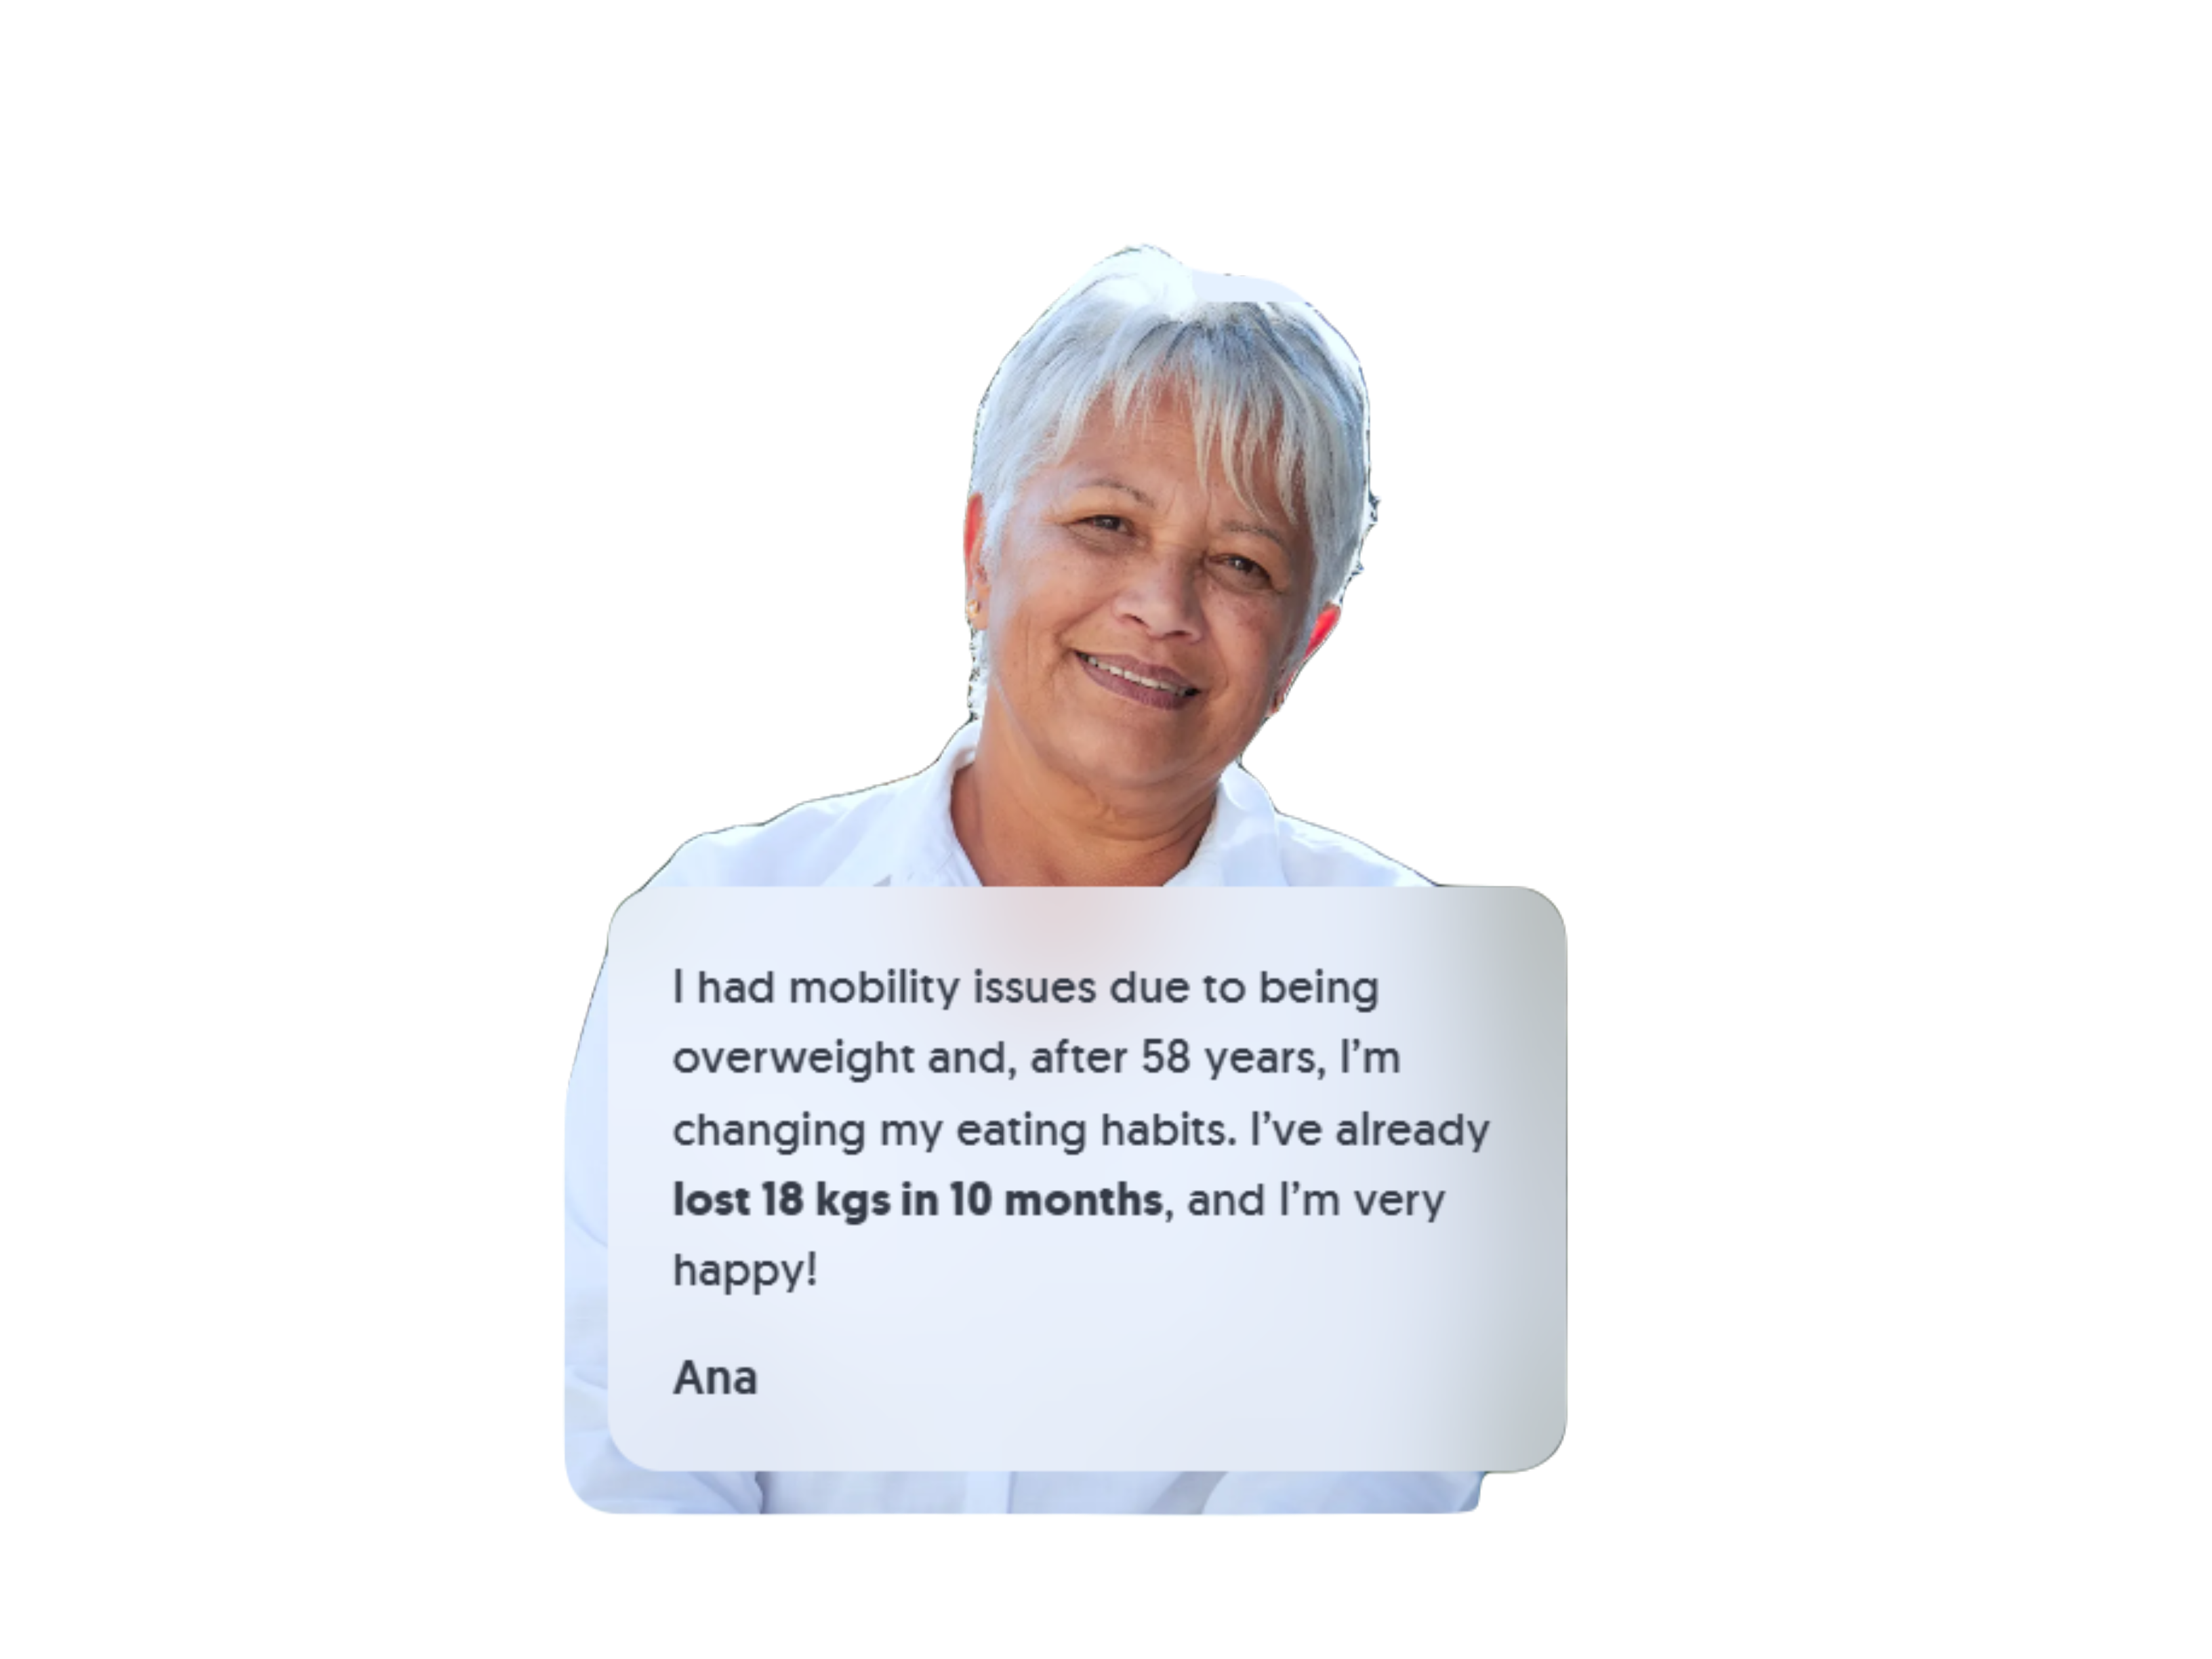 I had mobility issues due to being
overweight and, after 58 years, I’m
changing my eating habits. I’ve already
lost 18 kgs in 10 months, and I’m very
happy!
Ana